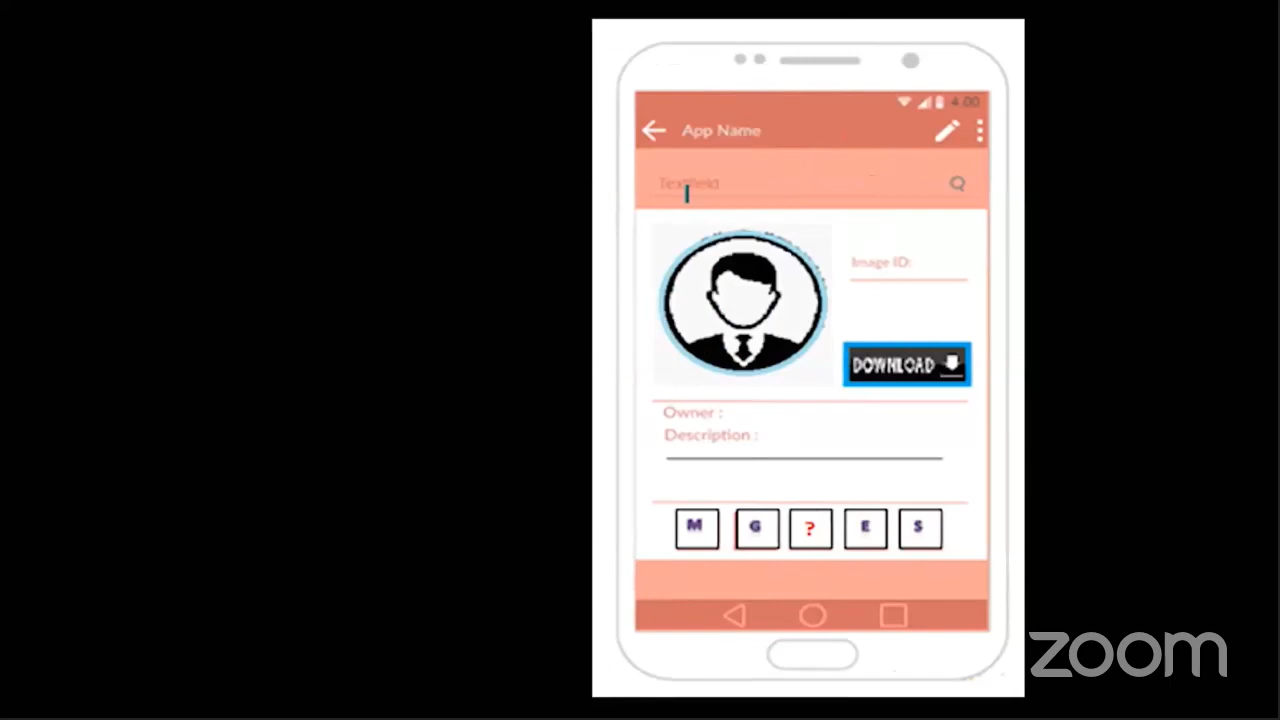 4.00
App Name
Textfield
Image ID:
DOWNLOAD
Owner :
Description :
M G ? E S
zoom